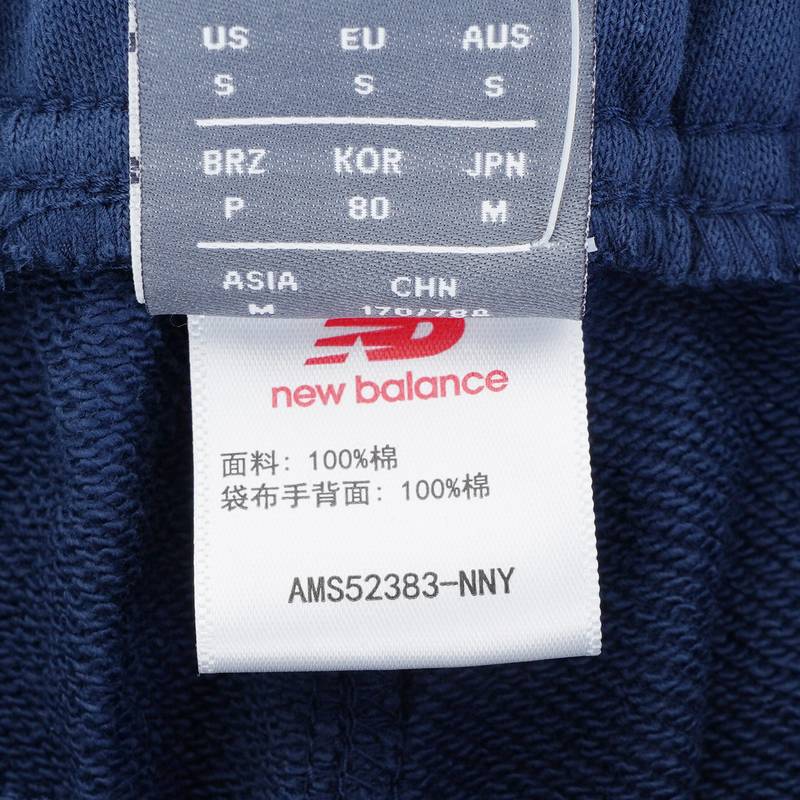 US EU AUS
S S S
BRZ KOR JPN
P 80 M
ASIA CHN
M
new balance
面料: 100%棉
袋布手背面: 100%棉
AMS52383-NNY